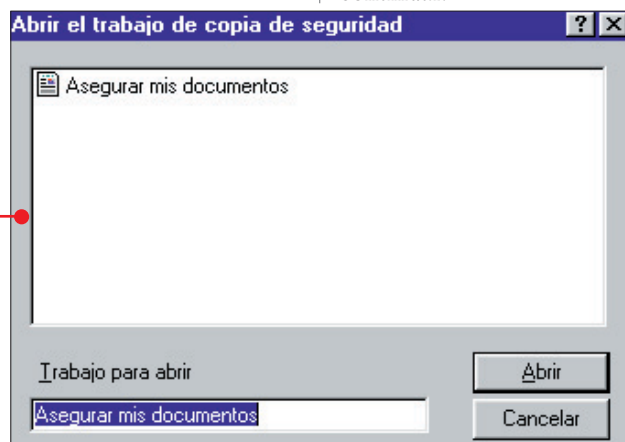 Abrir el trabajo de copia de seguridad
Asegurar mis documentos
Trabajo para abrir
Abrir
Asegurar mis documentos
Cancelar